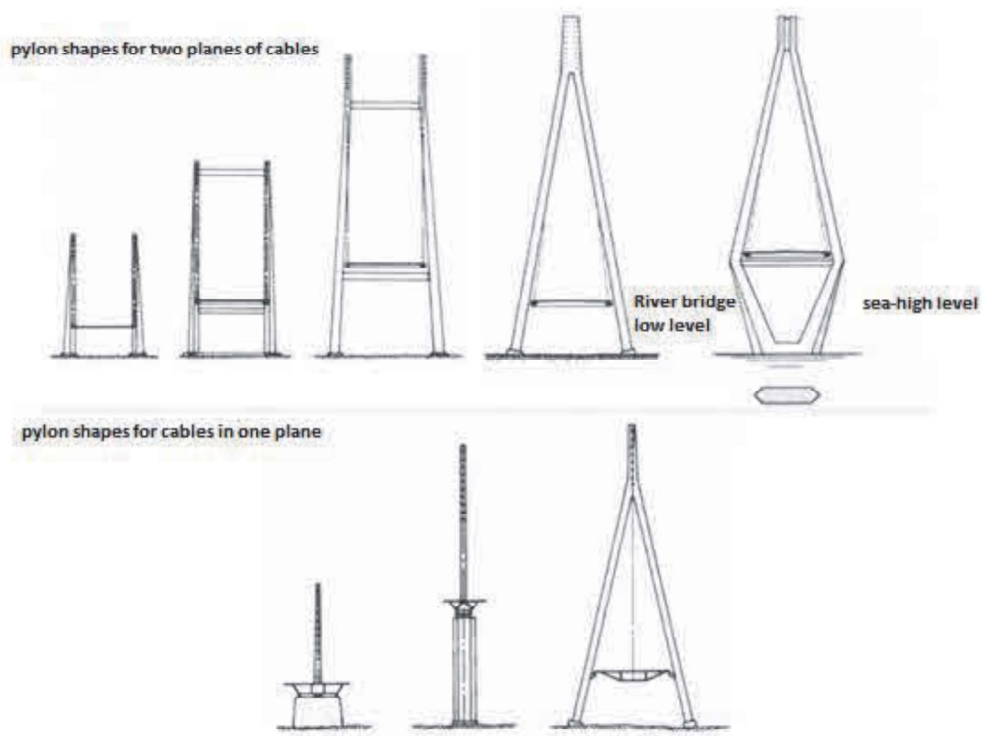 pylon shapes for two planes of cables
River bridge
low level
sea-high level
pylon shapes for cables in one plane